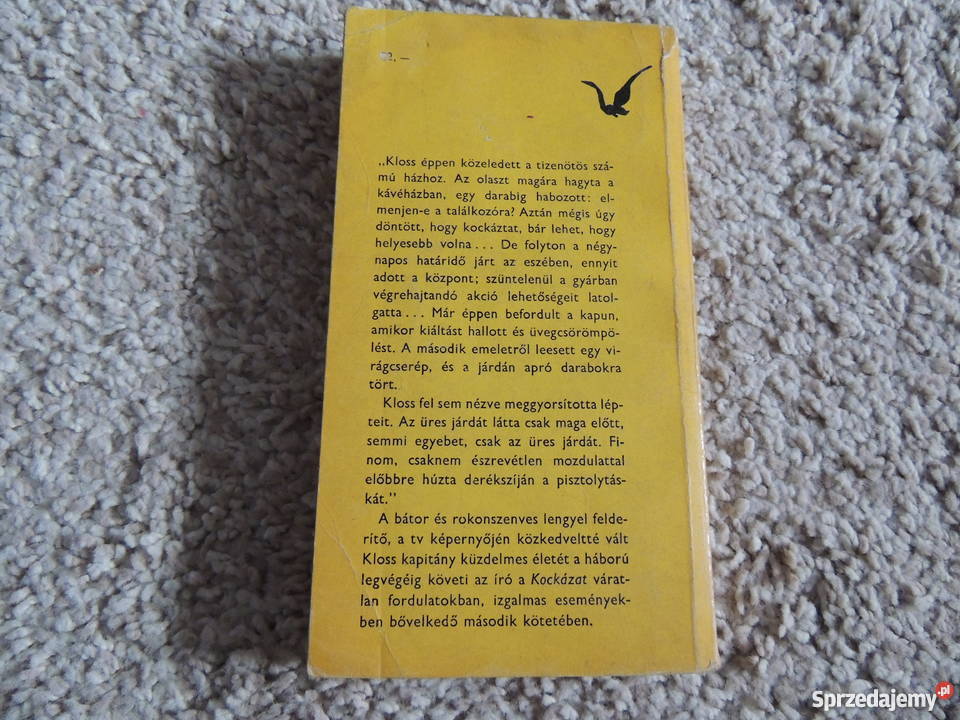 2,–
„Kloss éppen közeledett a tizenötös szá-
mú házhoz. Az olaszt magára hagyta a
kávéházban, egy darabig habozott: el-
menjen-e a találkozóra? Aztán mégis úgy
döntött, hogy kockáztat, bár lehet, hogy
helyesebb volna... De folyton a négy-
napos határidő járt az eszében, ennyit
adott a központ; szüntelenül a gyárban
végrehajtandó akció lehetőségeit latol-
gatta... Már éppen befordult a kapun,
amikor kiáltást hallott és üvegcsörömpö-
lést. A második emeletről leesett egy vi-
rágcserép, és a járdán apró darabokra
tört.
Kloss fel sem nézve meggyorsította lép-
teit. Az üres járdát látta csak maga előtt,
semmi egyebet, csak az üres járdát. Fi-
nom, csaknem észrevétlen mozdulattal
előbbre húzta derékszíján a pisztolytás-
kát."
A bátor és rokonszenves lengyel felde-
rítő, a tv képernyőjén közkedveltté vált
Kloss kapitány küzdelmes életét a háború
legvégéig követi az író a Kockázat várat-
lan fordulatokban, izgalmas események-
ben bővelkedő második kötetében.
Sprzedajemy.pl